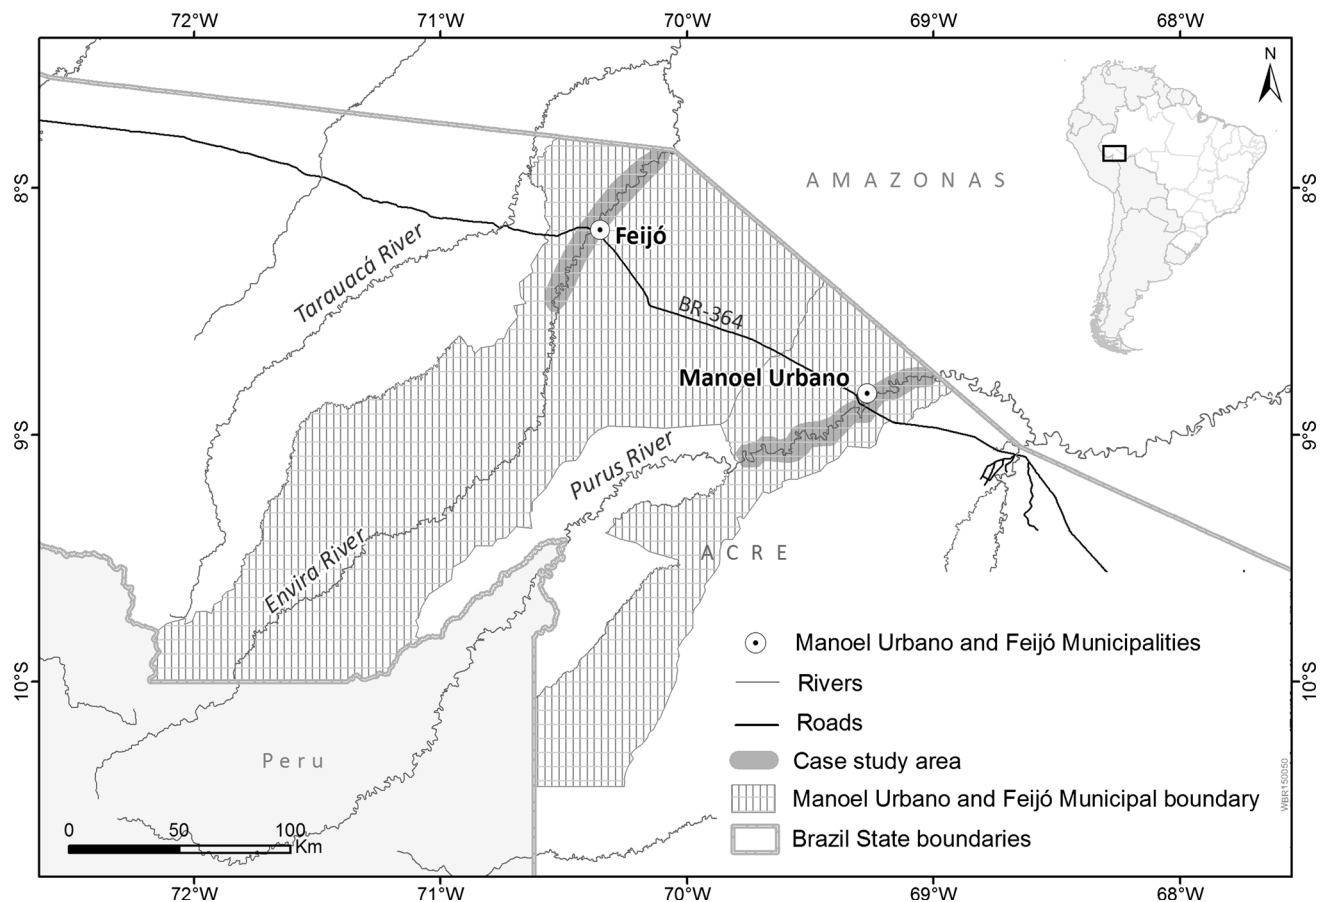 72°W 71°W 70°W 69°W 68°W
N
8°S
8°S
AMAZONAS
Tarauacá River
Feijó
BR-364
Manoel Urbano
9°S
9°S
Purus River
ACRE
Envira River
Manoel Urbano and Feijó Municipalities
10°S
10°S
Rivers
Roads
Peru
Case study area
Manoel Urbano and Feijó Municipal boundary
WBR150050
0 50 100
Km
Brazil State boundaries
72°W 71°W 70°W 69°W 68°W